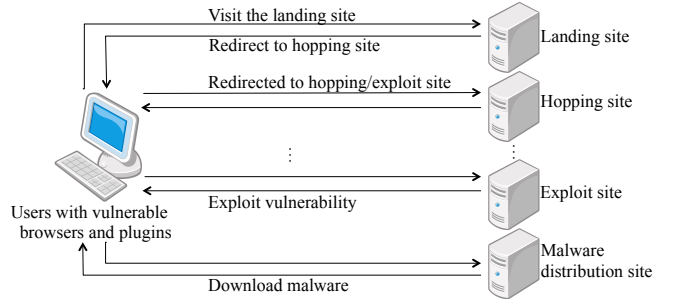 Visit the landing site
Redirect to hopping site
Landing site
Redirected to hopping/exploit site
Hopping site
Exploit vulnerability
Exploit site
Users with vulnerable
browsers and plugins
Malware
distribution site
Download malware